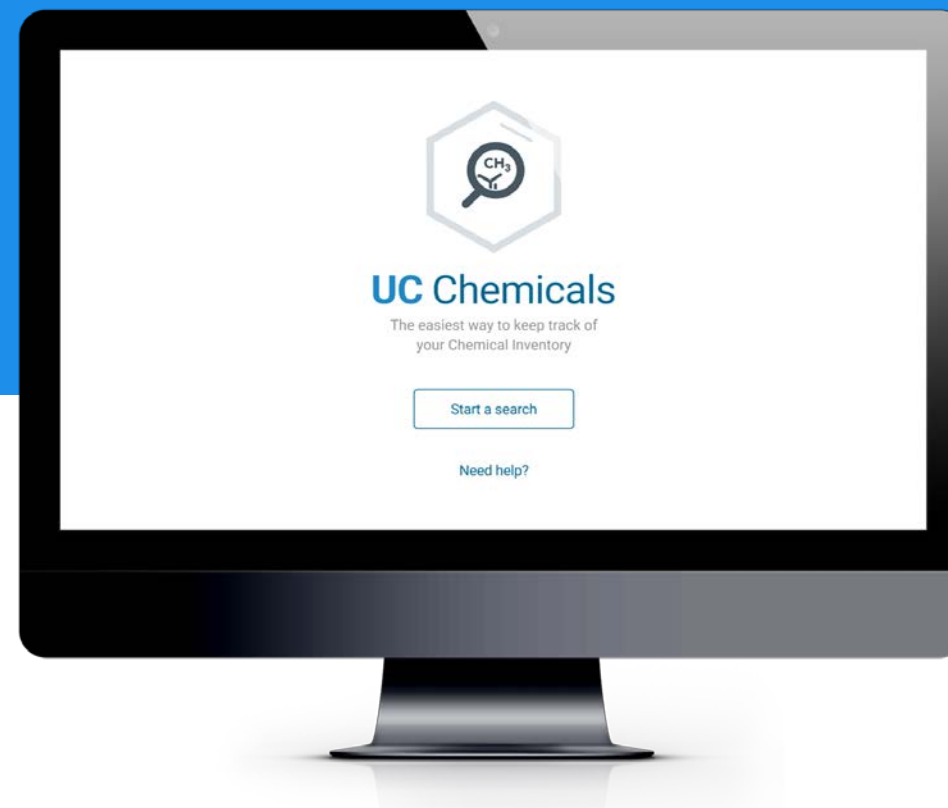 CH₃
UC Chemicals
The easiest way to keep track of
your Chemical Inventory
Start a search
Need help?